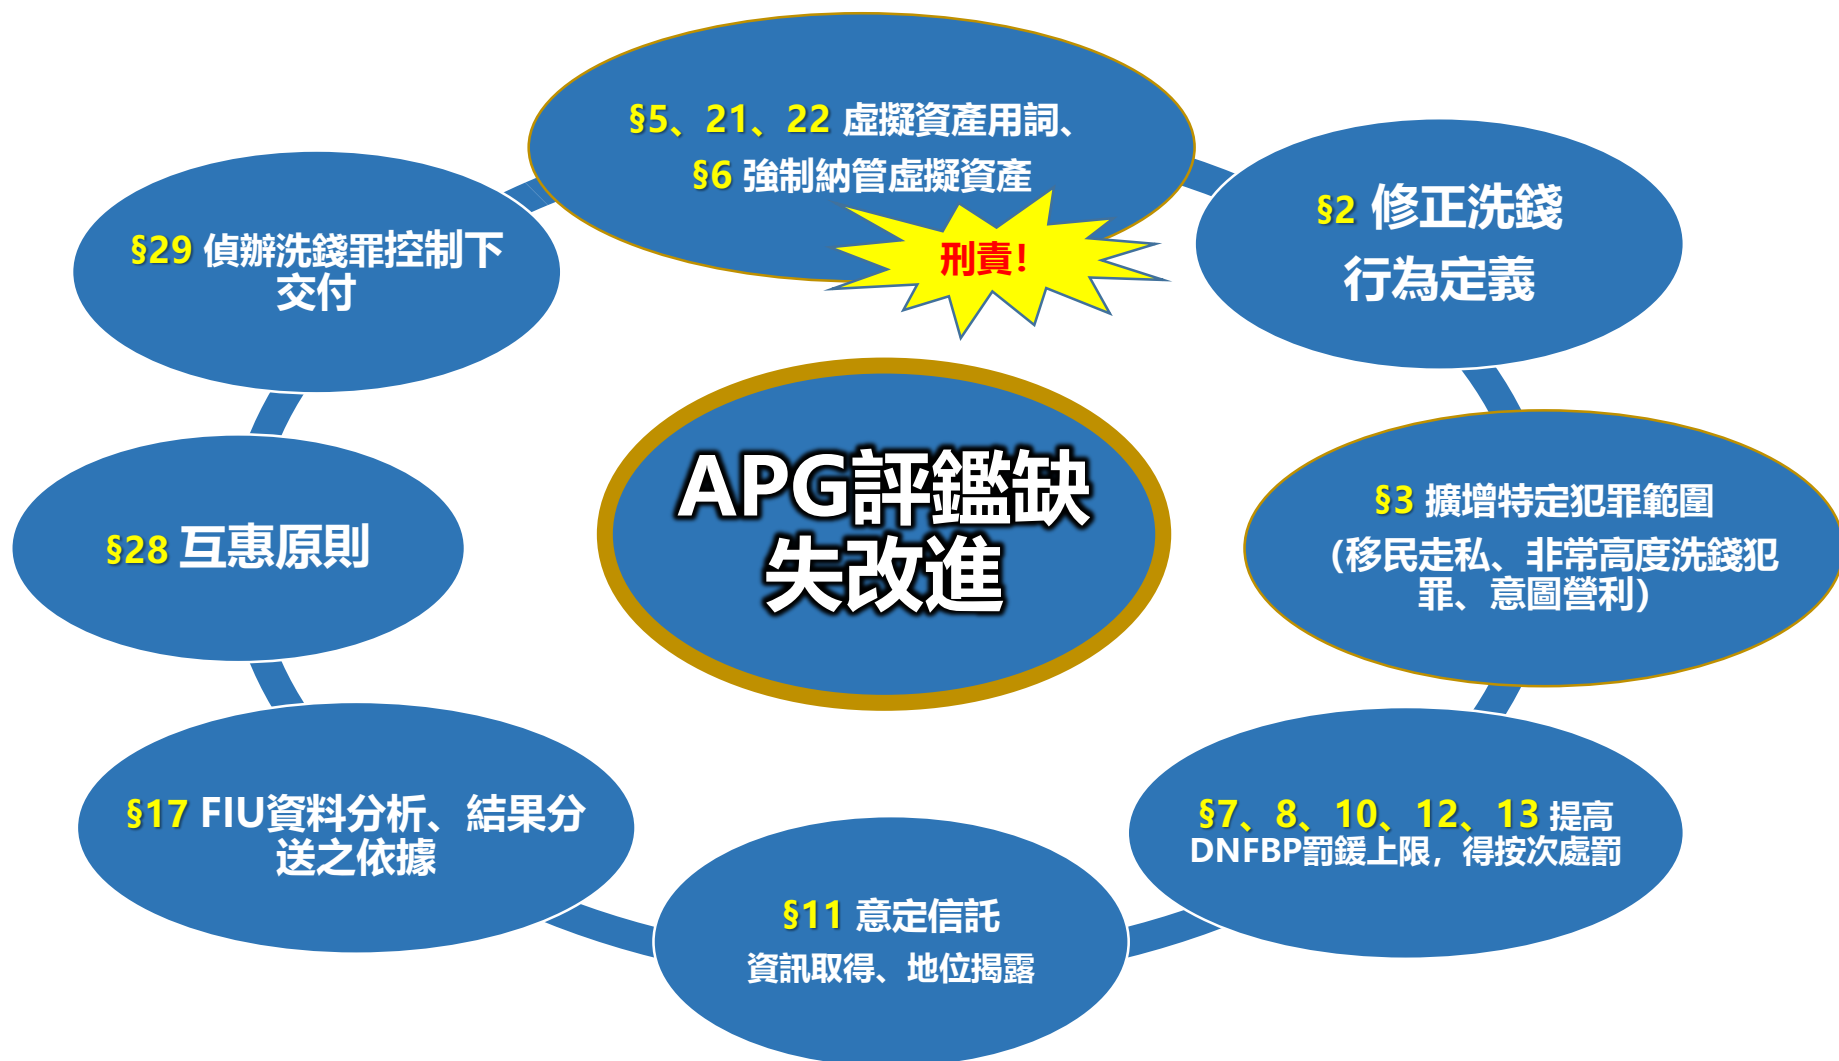 §5、21、22 虛擬資產用詞、
§6 強制納管虛擬資產
刑責!
§2 修正洗錢
行為定義
§3 擴增特定犯罪範圍
(移民走私、非常高度洗錢犯
罪、意圖營利)
§7、8、10、12、13 提高
DNFBP罰鍰上限，得按次處罰
§11 意定信託
資訊取得、地位揭露
§17 FIU資料分析、結果分
送之依據
§28 互惠原則
§29 偵辦洗錢罪控制下
交付
APG評鑑缺
失改進